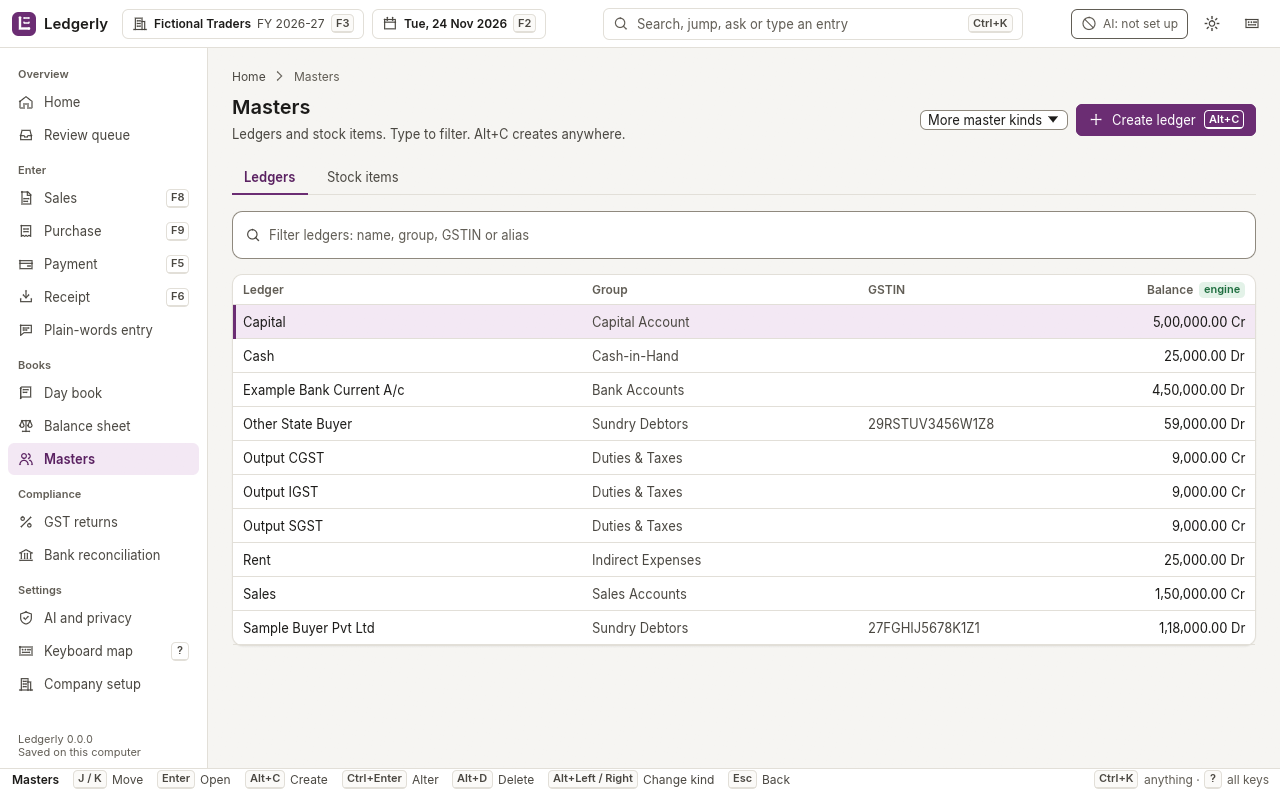 Ledgerly
Fictional Traders FY 2026-27 F3
Tue, 24 Nov 2026 F2
Search, jump, ask or type an entry Ctrl+K
AI: not set up
Overview
Home
Review queue
Enter
Sales F8
Purchase F9
Payment F5
Receipt F6
Plain-words entry
Books
Day book
Balance sheet
Masters
Compliance
GST returns
Bank reconciliation
Settings
AI and privacy
Keyboard map ?
Company setup
Ledgerly 0.0.0
Saved on this computer
Home > Masters
Masters
Ledgers and stock items. Type to filter. Alt+C creates anywhere.
More master kinds
Create ledger Alt+C
Ledgers Stock items
Filter ledgers: name, group, GSTIN or alias
Ledger Group GSTIN Balance engine
Capital Capital Account 5,00,000.00 Cr
Cash Cash-in-Hand 25,000.00 Dr
Example Bank Current A/c Bank Accounts 4,50,000.00 Dr
Other State Buyer Sundry Debtors 29RSTUV3456W1Z8 59,000.00 Dr
Output CGST Duties & Taxes 9,000.00 Cr
Output IGST Duties & Taxes 9,000.00 Cr
Output SGST Duties & Taxes 9,000.00 Cr
Rent Indirect Expenses 25,000.00 Dr
Sales Sales Accounts 1,50,000.00 Cr
Sample Buyer Pvt Ltd Sundry Debtors 27FGHIJ5678K1Z1 1,18,000.00 Dr
Masters J / K Move Enter Open Alt+C Create Ctrl+Enter Alter Alt+D Delete Alt+Left / Right Change kind Esc Back Ctrl+K anything · ? all keys